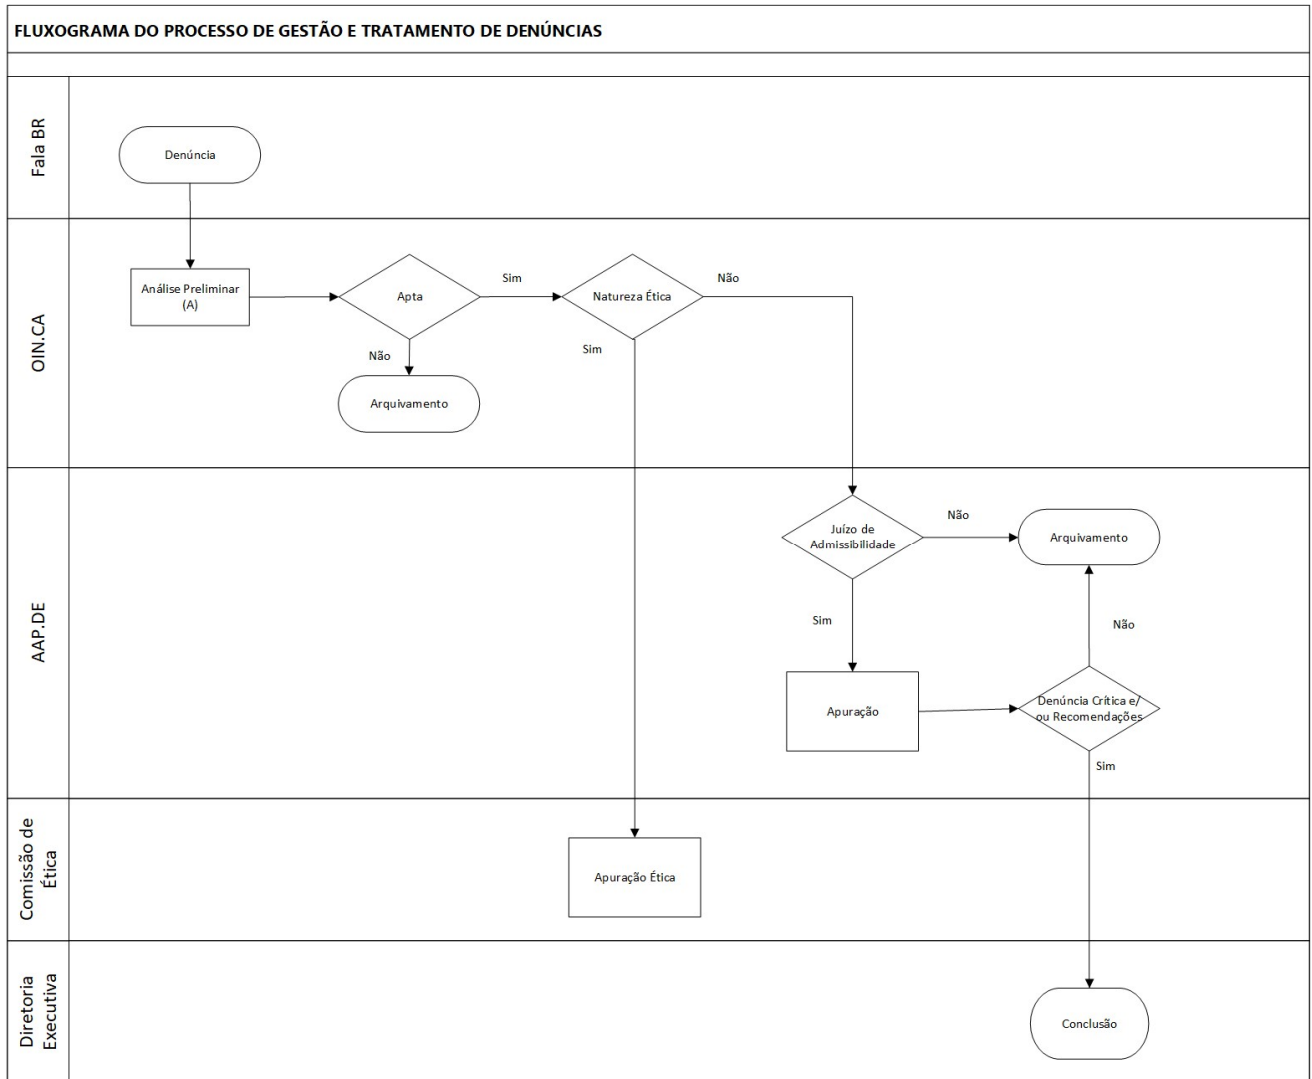 FLUXOGRAMA DO PROCESSO DE GESTÃO E TRATAMENTO DE DENÚNCIAS
Fala BR
Denúncia
OIN.CA
Análise Preliminar
(A)
Apta
Sim
Natureza Ética
Não
Não
Sim
Arquivamento
AAP.DE
Juízo de
Admissibilidade
Não
Arquivamento
Sim
Não
Apuração
Denúncia Crítica e/
ou Recomendações
Sim
Comissão de
Ética
Apuração Ética
Diretoria
Executiva
Conclusão